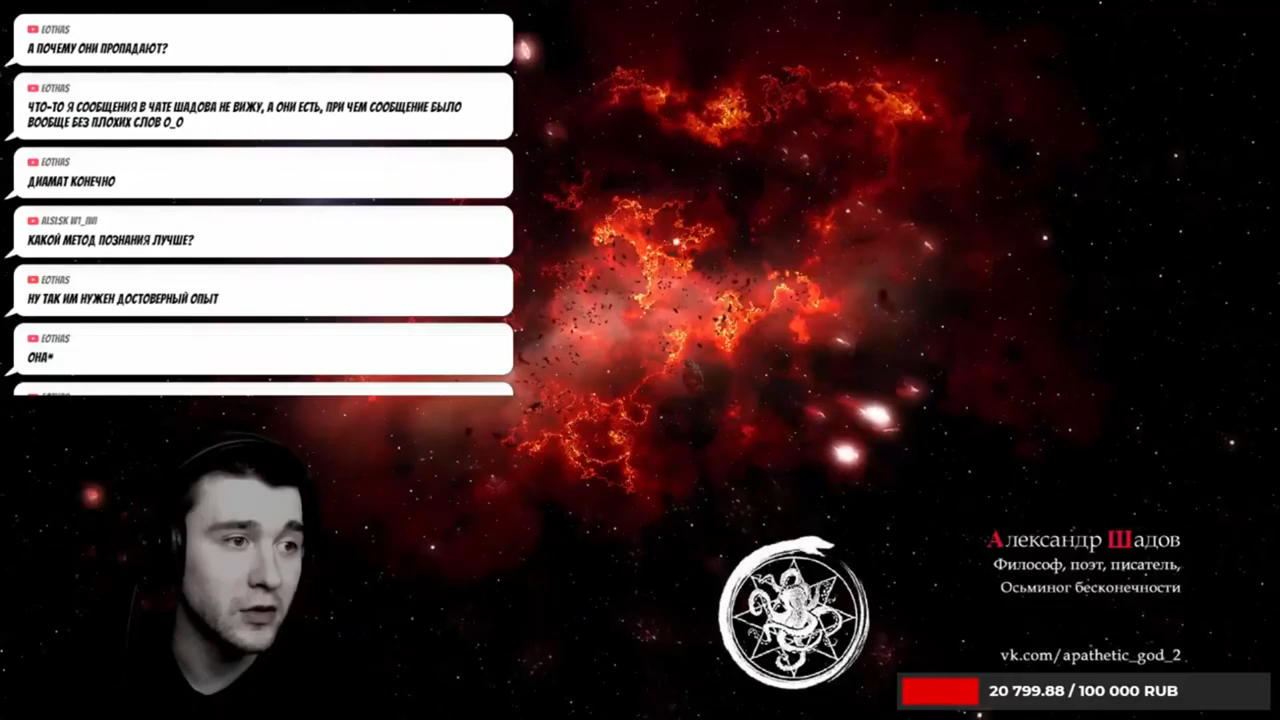 EOTHAS
А ПОЧЕМУ ОНИ ПРОПАДАЮТ?
EOTHAS
ЧТО-ТО Я СООБЩЕНИЯ В ЧАТЕ ШАДОВА НЕ ВИЖУ, А ОНИ ЕСТЬ, ПРИ ЧЕМ СООБЩЕНИЕ БЫЛО
ВООБЩЕ БЕЗ ПЛОХИХ СЛОВ О_О
EOTHAS
ДИАМАТ КОНЕЧНО
КАКОЙ МЕТОД ПОЗНАНИЯ ЛУЧШЕ?
EOTHAS
НУ ТАК ИМ НУЖЕН ДОСТОВЕРНЫЙ ОПЫТ
EOTHAS
ОНА*
Александр Шадов
Философ, поэт, писатель,
Осьминог бесконечности
vk.com/apathetic_god_2
20 799.88 / 100 000 RUB